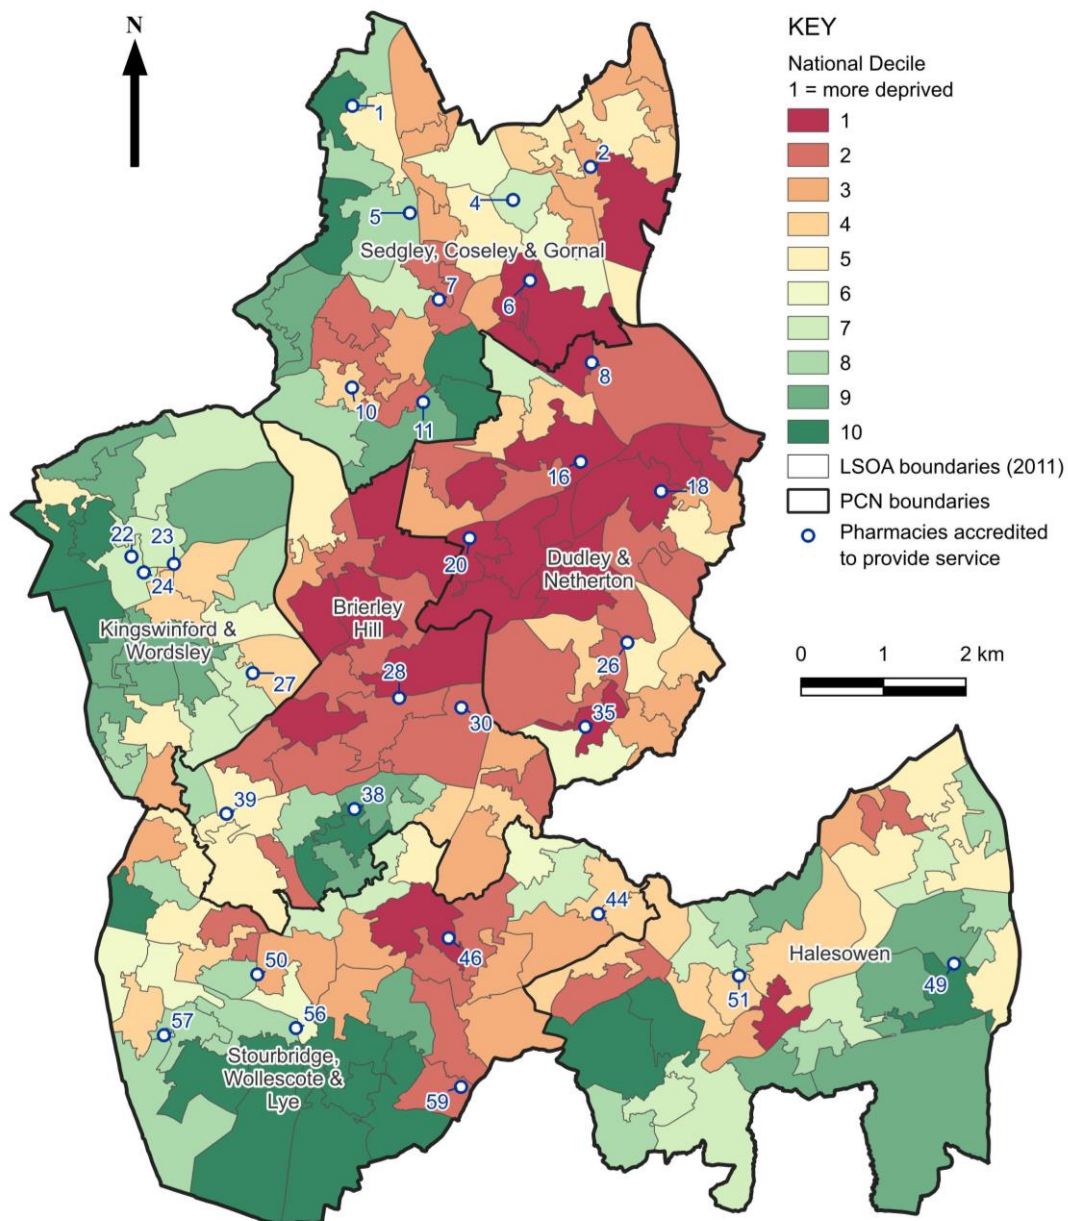 N
KEY
National Decile
1 = more deprived
1
2
3
4
5
6
7
8
9
10
LSOA boundaries (2011)
PCN boundaries
Pharmacies accredited
to provide service
0 1 2 km
1
2
4
5
Sedgley, Coseley & Gornal
7
6
8
10
11
16
18
22
23
24
20
Dudley &
Netherton
Brierley
Hill
Kingswinford &
Wordsley
26
27
28
30
35
39
38
44
46
Halesowen
49
50
51
56
57
Stourbridge,
Wollescote &
Lye
59